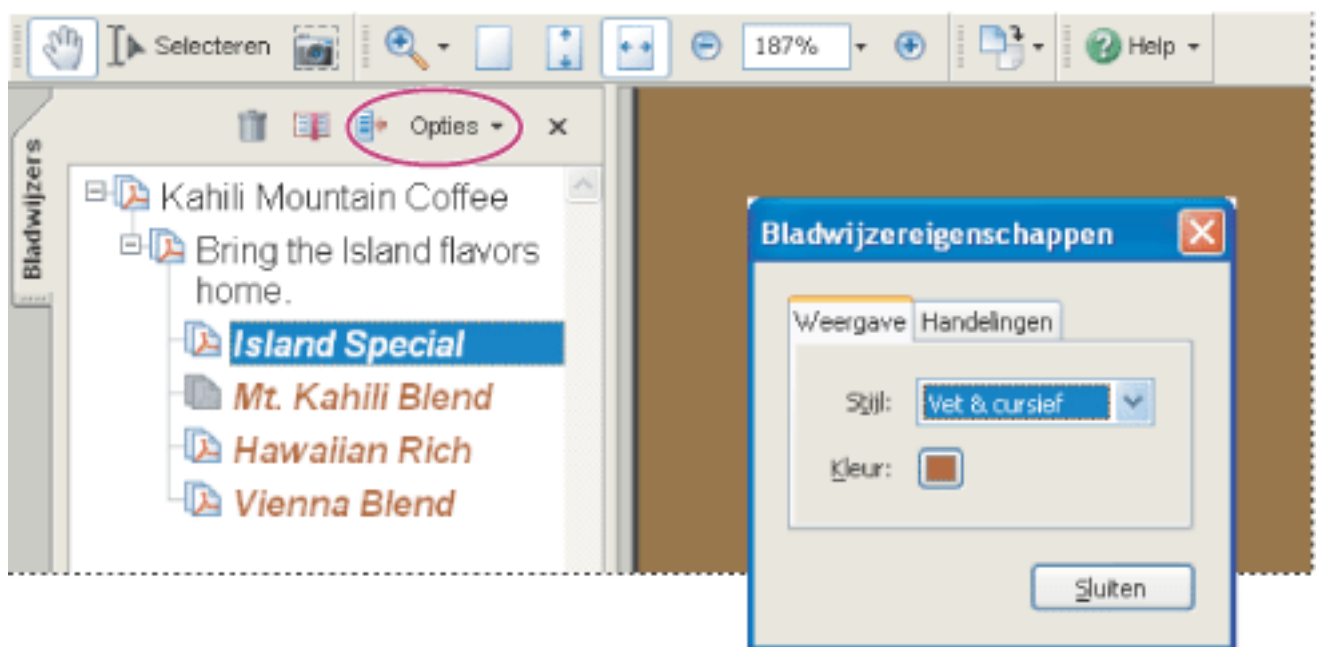 Selecteren
187%
Help
Opties
Bladwijzers
Kahili Mountain Coffee
Bring the Island flavors
home.
Island Special
Mt. Kahili Blend
Hawaiian Rich
Vienna Blend
Bladwijzereigenschappen
Weergave Handelingen
Stijl: Vet & cursief
Kleur:
Sluiten